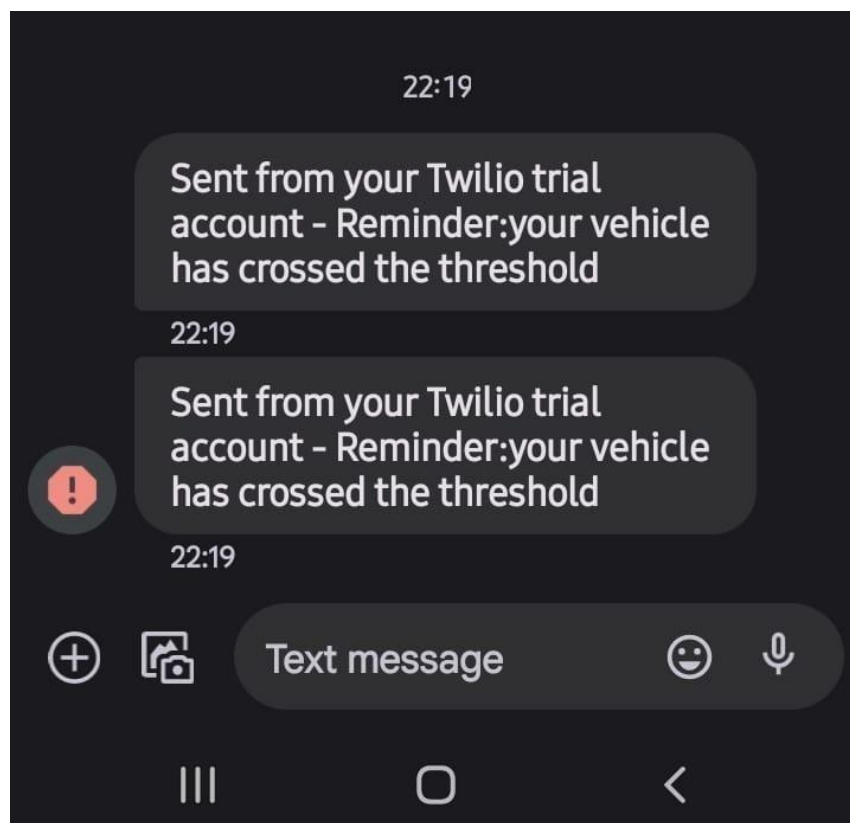 22:19
Sent from your Twilio trial
account - Reminder:your vehicle
has crossed the threshold
22:19
Sent from your Twilio trial
account - Reminder:your vehicle
has crossed the threshold
22:19
Text message